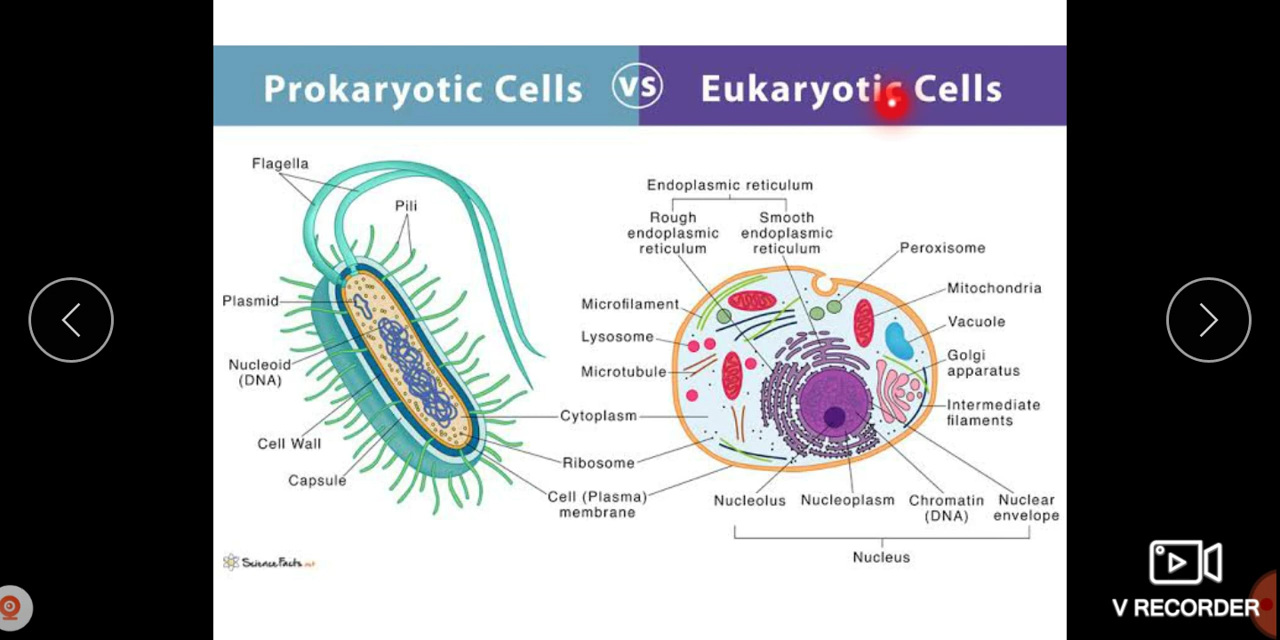 Prokaryotic Cells VS Eukaryotic Cells
Flagella
Pili
Plasmid
Nucleoid
(DNA)
Cell Wall
Capsule
Cytoplasm
Ribosome
Cell (Plasma)
membrane
Endoplasmic reticulum
Rough
endoplasmic
reticulum
Smooth
endoplasmic
reticulum
Peroxisome
Microfilament
Lysosome
Microtubule
Mitochondria
Vacuole
Golgi
apparatus
Intermediate
filaments
Nucleolus
Nucleoplasm
Chromatin
(DNA)
Nuclear
envelope
Nucleus
ScienceFacts.net
V RECORDER